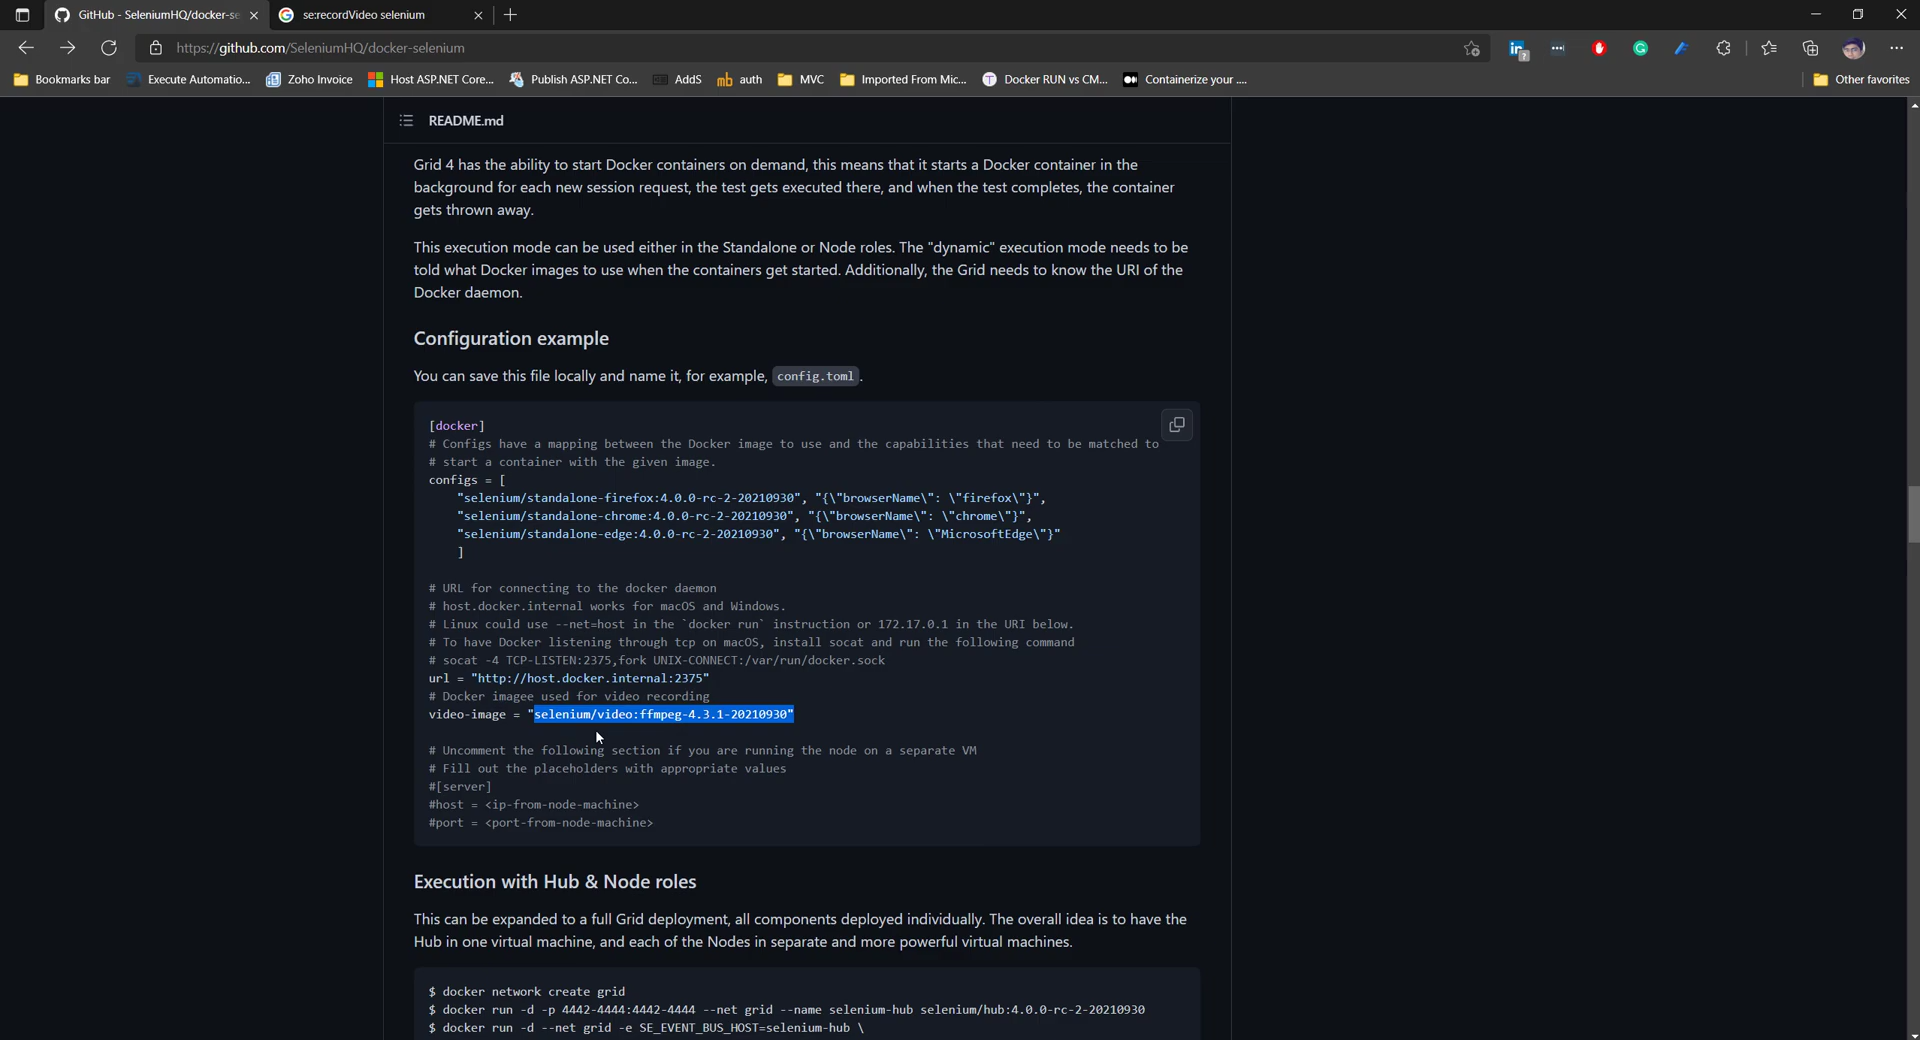 GitHub - SeleniumHQ/docker-se
se:recordVideo selenium
https://github.com/SeleniumHQ/docker-selenium
Bookmarks bar
Execute Automatio...
Zoho Invoice
Host ASP.NET Core...
Publish ASP.NET Co...
AddS
auth
MVC
Imported From Mic...
Docker RUN vs CM...
Containerize your ....
Other favorites
README.md
Grid 4 has the ability to start Docker containers on demand, this means that it starts a Docker container in the
background for each new session request, the test gets executed there, and when the test completes, the container
gets thrown away.
This execution mode can be used either in the Standalone or Node roles. The "dynamic" execution mode needs to be
told what Docker images to use when the containers get started. Additionally, the Grid needs to know the URI of the
Docker daemon.
Configuration example
You can save this file locally and name it, for example, config.toml .
[docker]
# Configs have a mapping between the Docker image to use and the capabilities that need to be matched to
# start a container with the given image.
configs = [
"selenium/standalone-firefox:4.0.0-rc-2-20210930", "{\"browserName\": \"firefox\"}",
"selenium/standalone-chrome:4.0.0-rc-2-20210930", "{\"browserName\": \"chrome\"}",
"selenium/standalone-edge:4.0.0-rc-2-20210930", "{\"browserName\": \"MicrosoftEdge\"}"
]
# URL for connecting to the docker daemon
# host.docker.internal works for macOS and Windows.
# Linux could use --net=host in the `docker run` instruction or 172.17.0.1 in the URI below.
# To have Docker listening through tcp on macOS, install socat and run the following command
# socat -4 TCP-LISTEN:2375,fork UNIX-CONNECT:/var/run/docker.sock
url = "http://host.docker.internal:2375"
# Docker imagee used for video recording
video-image = "selenium/video:ffmpeg-4.3.1-20210930"
# Uncomment the following section if you are running the node on a separate VM
# Fill out the placeholders with appropriate values
#[server]
#host = <ip-from-node-machine>
#port = <port-from-node-machine>
Execution with Hub & Node roles
This can be expanded to a full Grid deployment, all components deployed individually. The overall idea is to have the
Hub in one virtual machine, and each of the Nodes in separate and more powerful virtual machines.
$ docker network create grid
$ docker run -d -p 4442-4444:4442-4444 --net grid --name selenium-hub selenium/hub:4.0.0-rc-2-20210930
$ docker run -d --net grid -e SE_EVENT_BUS_HOST=selenium-hub \